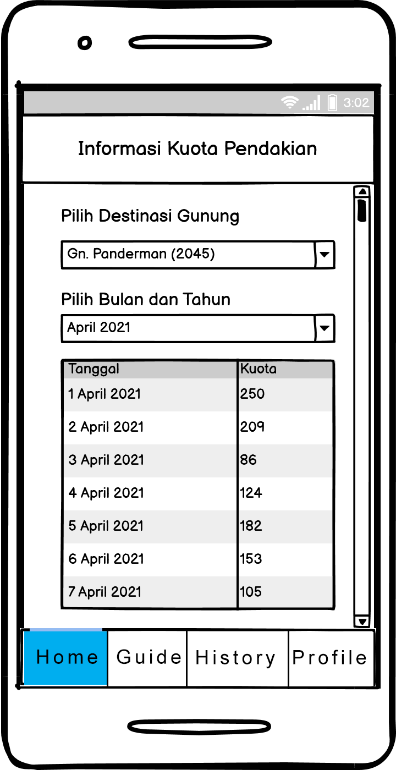 3:02
Informasi Kuota Pendakian
Pilih Destinasi Gunung
Gn. Panderman (2045)
Pilih Bulan dan Tahun
April 2021
Tanggal Kuota
1 April 2021 250
2 April 2021 209
3 April 2021 86
4 April 2021 124
5 April 2021 182
6 April 2021 153
7 April 2021 105
Home Guide History Profile